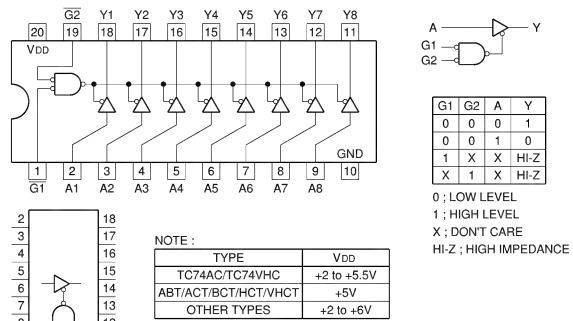 G2 Y1 Y2 Y3 Y4 Y5 Y6 Y7 Y8
20 19 18 17 16 15 14 13 12 11
VDD
GND
1 2 3 4 5 6 7 8 9 10
G1 A1 A2 A3 A4 A5 A6 A7 A8
A Y
G1
G2
G1 G2 A Y
0 0 0 1
0 0 1 0
1 X X HI-Z
X 1 X HI-Z
0 ; LOW LEVEL
1 ; HIGH LEVEL
X ; DON'T CARE
HI-Z ; HIGH IMPEDANCE
2 18
3 17
4 16
5 15
6 14
7 13
NOTE :
TYPE VDD
TC74AC/TC74VHC +2 to +5.5V
ABT/ACT/BCT/HCT/VHCT +5V
OTHER TYPES +2 to +6V